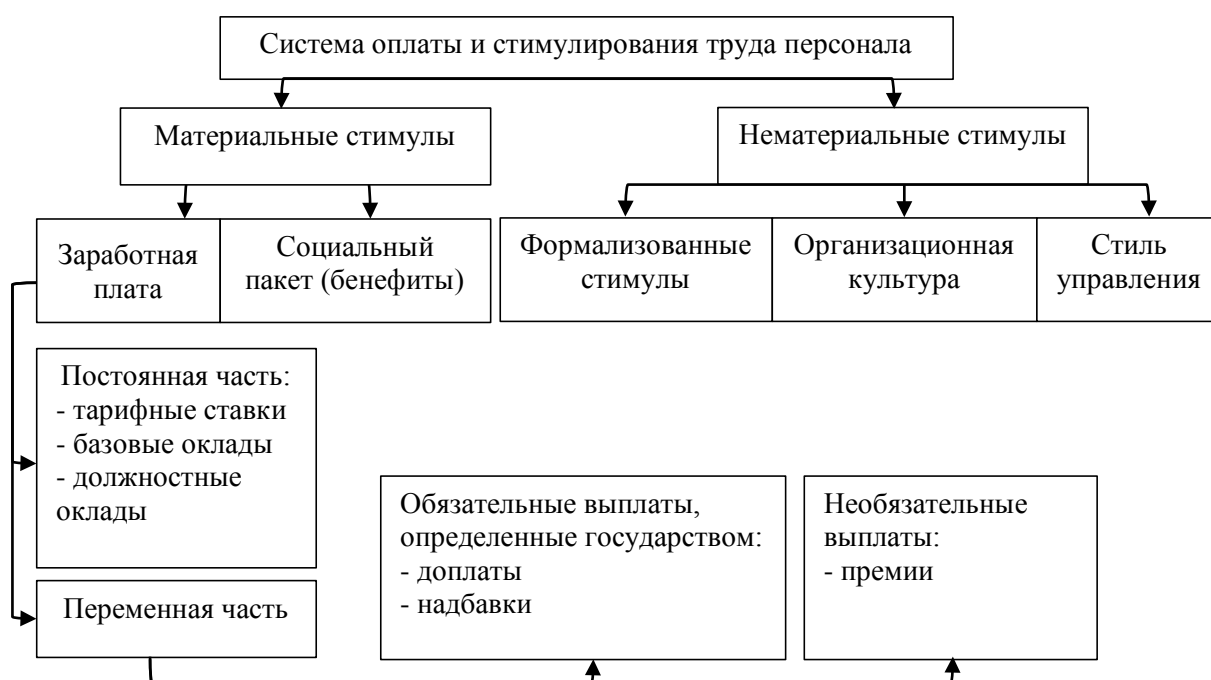 Система оплаты и стимулирования труда персонала
Материальные стимулы
Нематериальные стимулы
Заработная
плата
Социальный
пакет (бенефиты)
Формализованные
стимулы
Организационная
культура
Стиль
управления
Постоянная часть:
- тарифные ставки
- базовые оклады
- должностные
оклады
Обязательные выплаты,
определенные государством:
- доплаты
- надбавки
Необязательные
выплаты:
- премии
Переменная часть